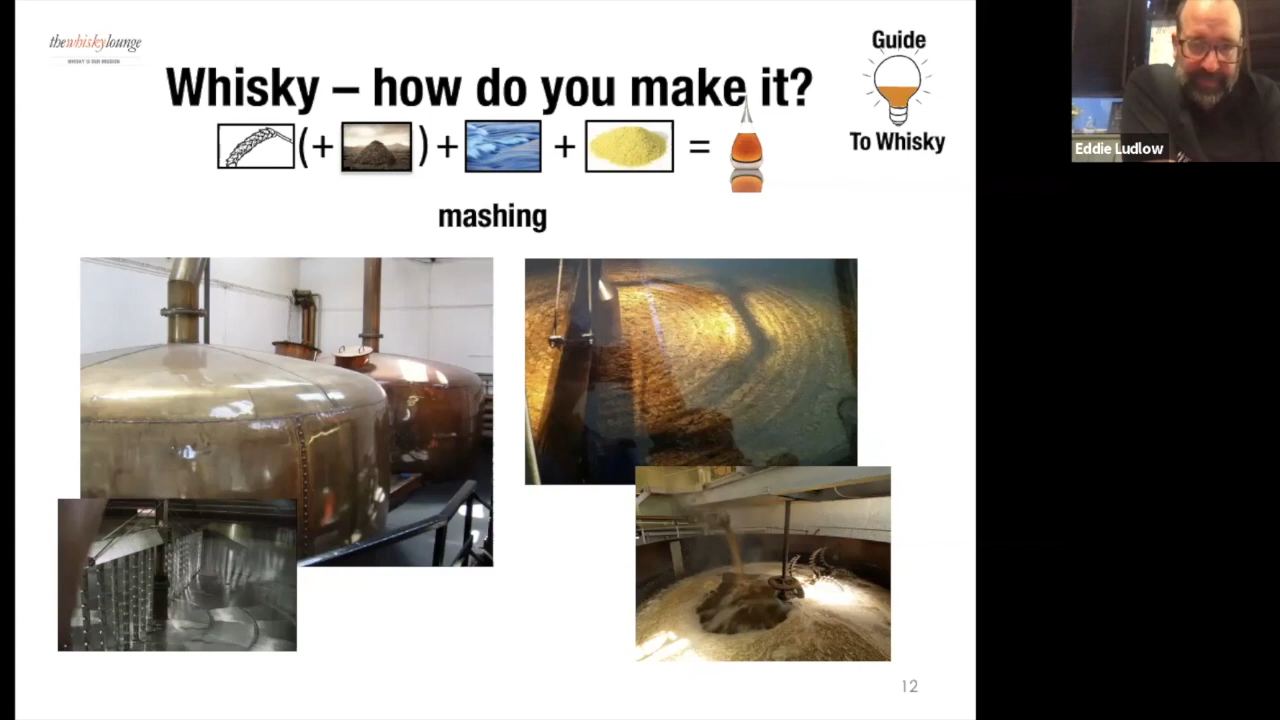 thewhiskylounge
WHISKY IS OUR MISSION
Guide
To Whisky
Whisky – how do you make it?
(+ ) + + =
mashing
Eddie Ludlow
12